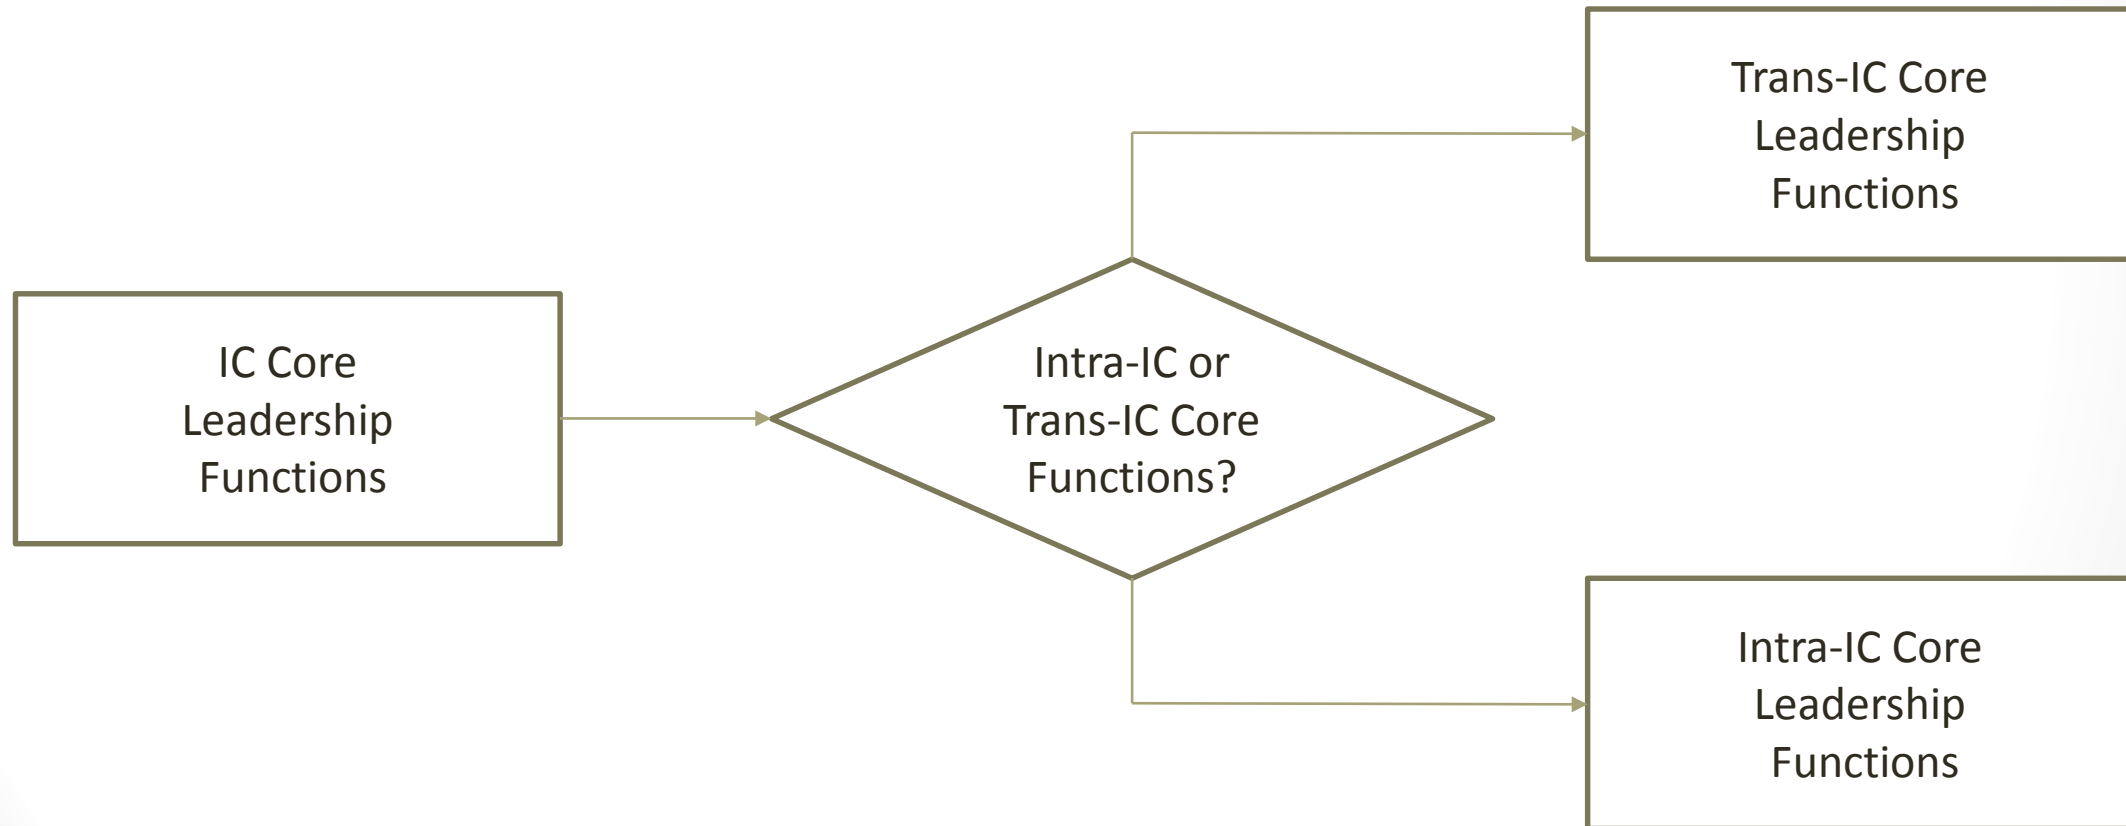 IC Core
Leadership
Functions
Intra-IC or
Trans-IC Core
Functions?
Trans-IC Core
Leadership
Functions
Intra-IC Core
Leadership
Functions